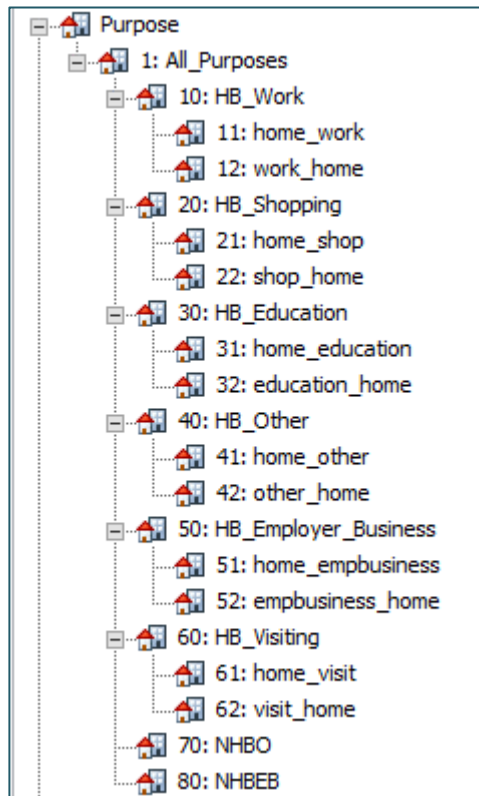 Purpose
1: All_Purposes
10: HB_Work
11: home_work
12: work_home
20: HB_Shopping
21: home_shop
22: shop_home
30: HB_Education
31: home_education
32: education_home
40: HB_Other
41: home_other
42: other_home
50: HB_Employer_Business
51: home_empbusiness
52: empbusiness_home
60: HB_Visiting
61: home_visit
62: visit_home
70: NHBO
80: NHBEB